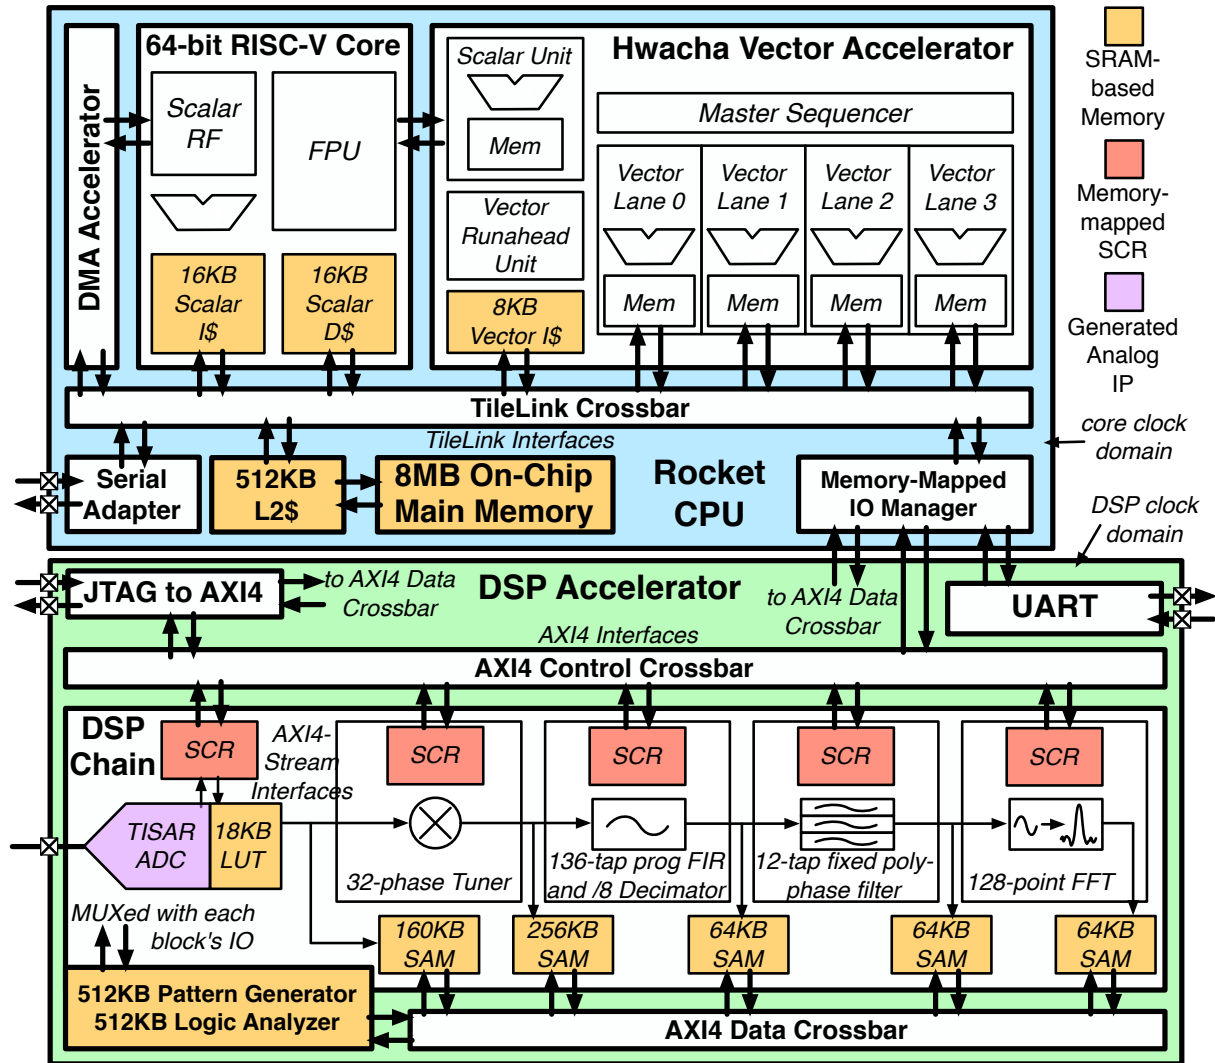 64-bit RISC-V Core
Hwacha Vector Accelerator
DMA Accelerator
Scalar
RF
FPU
Scalar Unit
Mem
Vector
Runahead
Unit
Master Sequencer
Vector
Lane 0
Vector
Lane 1
Vector
Lane 2
Vector
Lane 3
Mem
Mem
Mem
Mem
16KB
Scalar
I$
16KB
Scalar
D$
8KB
Vector I$
SRAM-
based
Memory
Memory-
mapped
SCR
Generated
Analog
IP
TileLink Crossbar
TileLink Interfaces
core clock
domain
Serial
Adapter
512KB
L2$
8MB On-Chip
Main Memory
Rocket
CPU
Memory-Mapped
IO Manager
DSP clock
domain
JTAG to AXI4
to AXI4 Data
Crossbar
DSP Accelerator
to AXI4 Data
Crossbar
UART
AXI4 Interfaces
AXI4 Control Crossbar
DSP
Chain
SCR
AXI4-
Stream
Interfaces
SCR
SCR
SCR
SCR
TISAR
ADC
18KB
LUT
32-phase Tuner
136-tap prog FIR
and /8 Decimator
12-tap fixed poly-
phase filter
128-point FFT
MUXed with each
block's IO
160KB
SAM
256KB
SAM
64KB
SAM
64KB
SAM
64KB
SAM
512KB Pattern Generator
512KB Logic Analyzer
AXI4 Data Crossbar